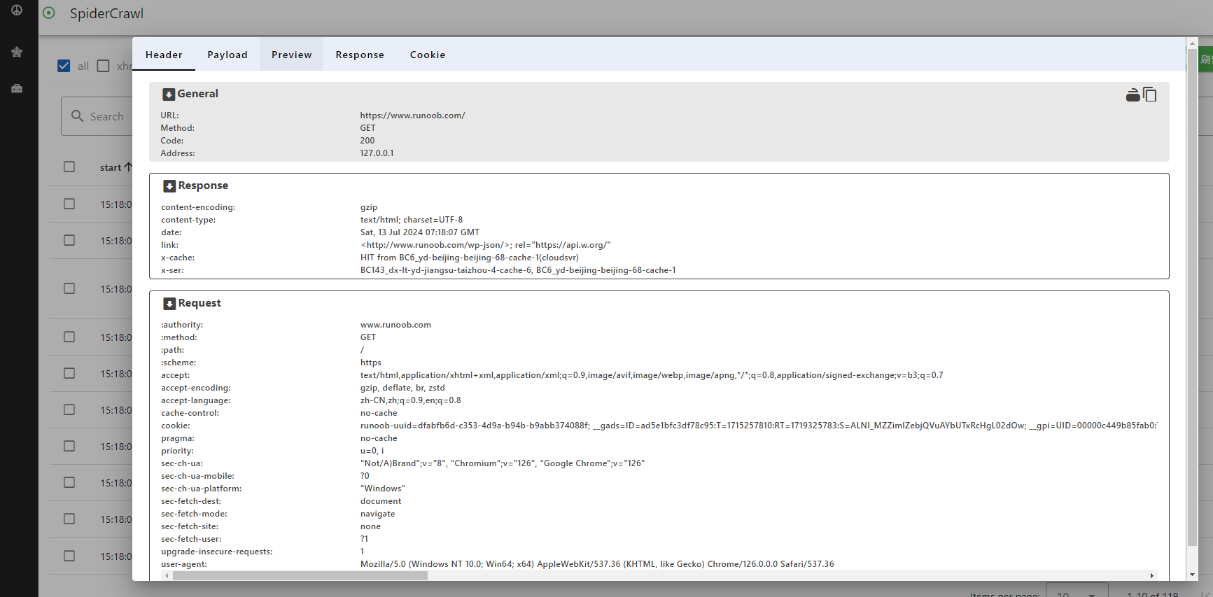 SpiderCrawl
Header Payload Preview Response Cookie
all xhr
刷
Search
start
General
URL: https://www.runoob.com/
Method: GET
Code: 200
Address: 127.0.0.1
Response
content-encoding: gzip
content-type: text/html; charset=UTF-8
date: Sat, 13 Jul 2024 07:18:07 GMT
link: <http://www.runoob.com/wp-json/>; rel="https://api.w.org/"
x-cache: HIT from BC6_yd-beijing-beijing-68-cache-1(cloudsvr)
x-ser: BC143_dx-lt-yd-jiangsu-taizhou-4-cache-6, BC6_yd-beijing-beijing-68-cache-1
Request
:authority: www.runoob.com
:method: GET
:path: /
:scheme: https
accept: text/html,application/xhtml+xml,application/xml;q=0.9,image/avif,image/webp,image/apng,*/*;q=0.8,application/signed-exchange;v=b3;q=0.7
accept-encoding: gzip, deflate, br, zstd
accept-language: zh-CN,zh;q=0.9,en;q=0.8
cache-control: no-cache
cookie: runoob-uuid=dfabfb6d-c353-4d9a-b94b-b9abb374088f; __gads=ID=ad5e1bfc3df78c95:T=1715257810:RT=1719325783:S=ALNI_MZZimIZebjQVuAYbUTxRcHgL02dOw; __gpi=UID=00000c449b85fab0:
pragma: no-cache
priority: u=0, i
sec-ch-ua: "Not/A)Brand";v="8", "Chromium";v="126", "Google Chrome";v="126"
sec-ch-ua-mobile: ?0
sec-ch-ua-platform: "Windows"
sec-fetch-dest: document
sec-fetch-mode: navigate
sec-fetch-site: none
sec-fetch-user: ?1
upgrade-insecure-requests: 1
user-agent: Mozilla/5.0 (Windows NT 10.0; Win64; x64) AppleWebKit/537.36 (KHTML, like Gecko) Chrome/126.0.0.0 Safari/537.36
15:18:0
15:18:0
15:18:0
15:18:0
15:18:0
15:18:0
15:18:0
15:18:0
15:18:0
15:18:0
Items per page: 10 1-10 of 119